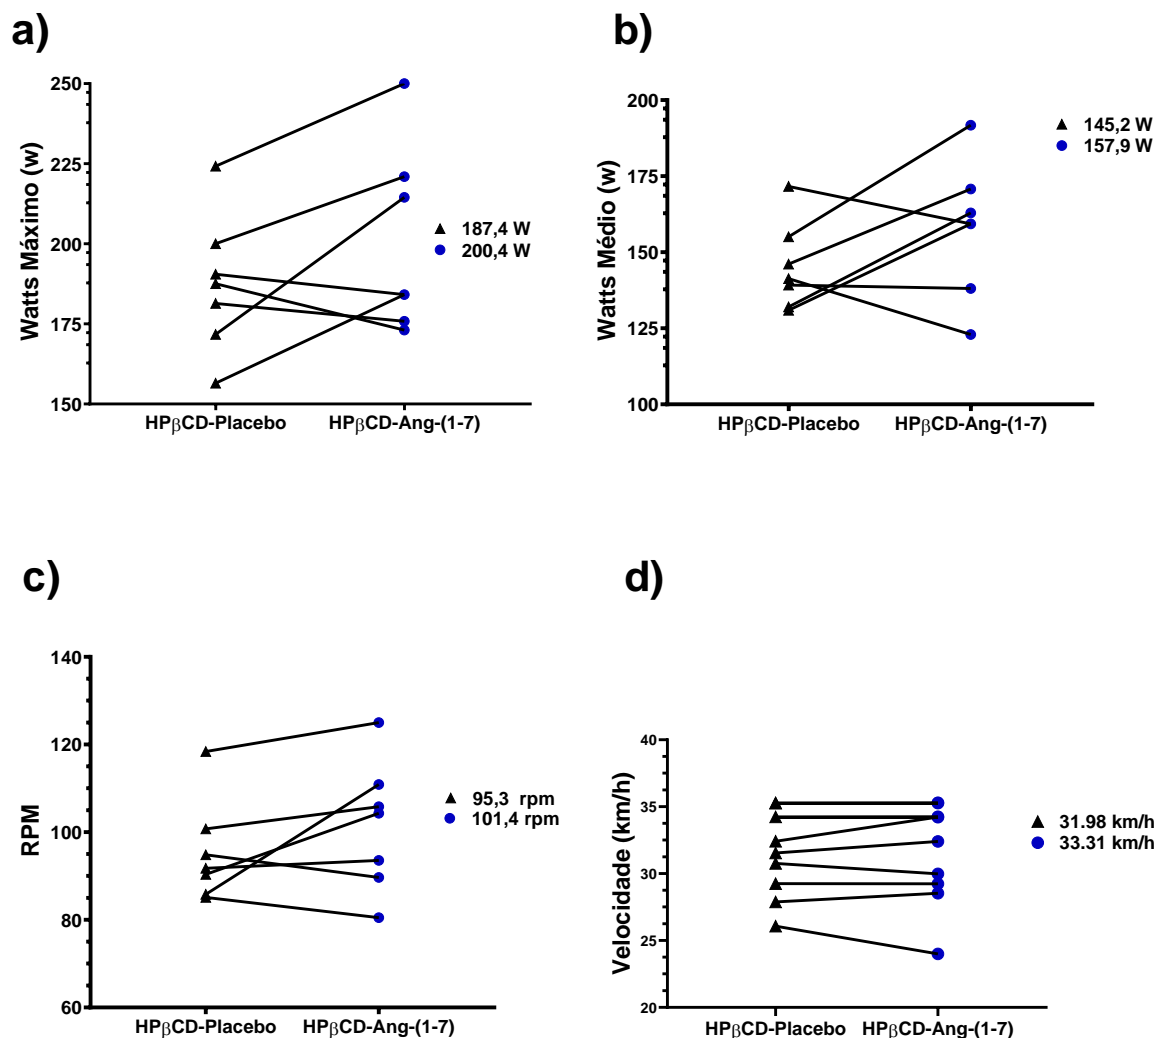 a)
Watts Máximo (w)
250
225
200
175
150
HPβCD-Placebo
HPβCD-Ang-(1-7)
187,4 W
200,4 W
b)
Watts Médio (w)
200
175
150
125
100
HPβCD-Placebo
HPβCD-Ang-(1-7)
145,2 W
157,9 W
c)
RPM
140
120
100
80
60
HPβCD-Placebo
HPβCD-Ang-(1-7)
95,3 rpm
101,4 rpm
d)
Velocidade (km/h)
40
35
30
25
20
HPβCD-Placebo
HPβCD-Ang-(1-7)
31.98 km/h
33.31 km/h